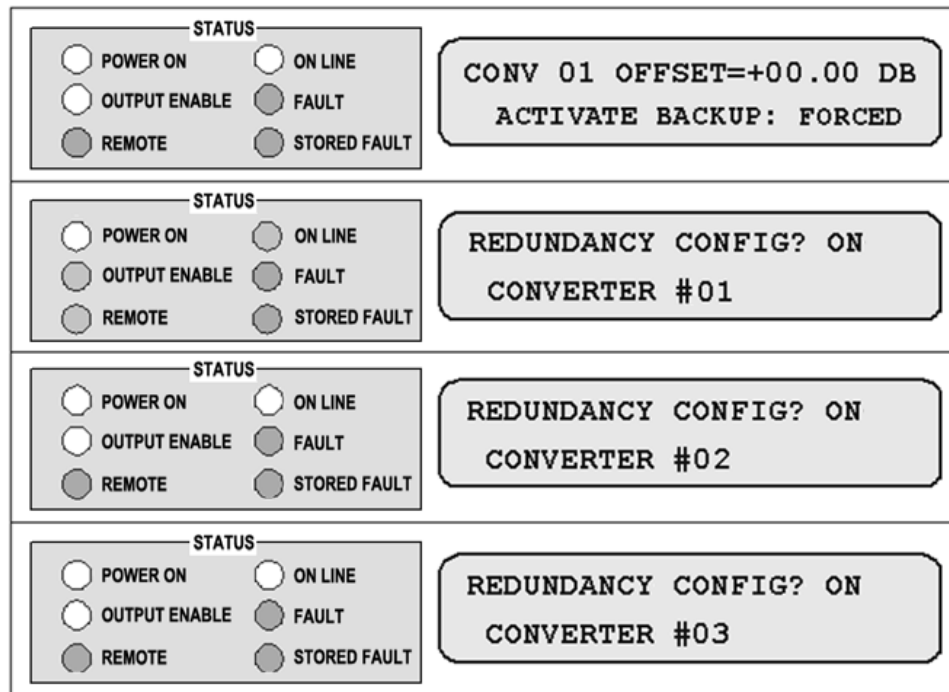 STATUS
POWER ON ON LINE
OUTPUT ENABLE FAULT
REMOTE STORED FAULT
CONV 01 OFFSET=+00.00 DB
ACTIVATE BACKUP: FORCED
STATUS
POWER ON ON LINE
OUTPUT ENABLE FAULT
REMOTE STORED FAULT
REDUNDANCY CONFIG? ON
CONVERTER #01
STATUS
POWER ON ON LINE
OUTPUT ENABLE FAULT
REMOTE STORED FAULT
REDUNDANCY CONFIG? ON
CONVERTER #02
STATUS
POWER ON ON LINE
OUTPUT ENABLE FAULT
REMOTE STORED FAULT
REDUNDANCY CONFIG? ON
CONVERTER #03